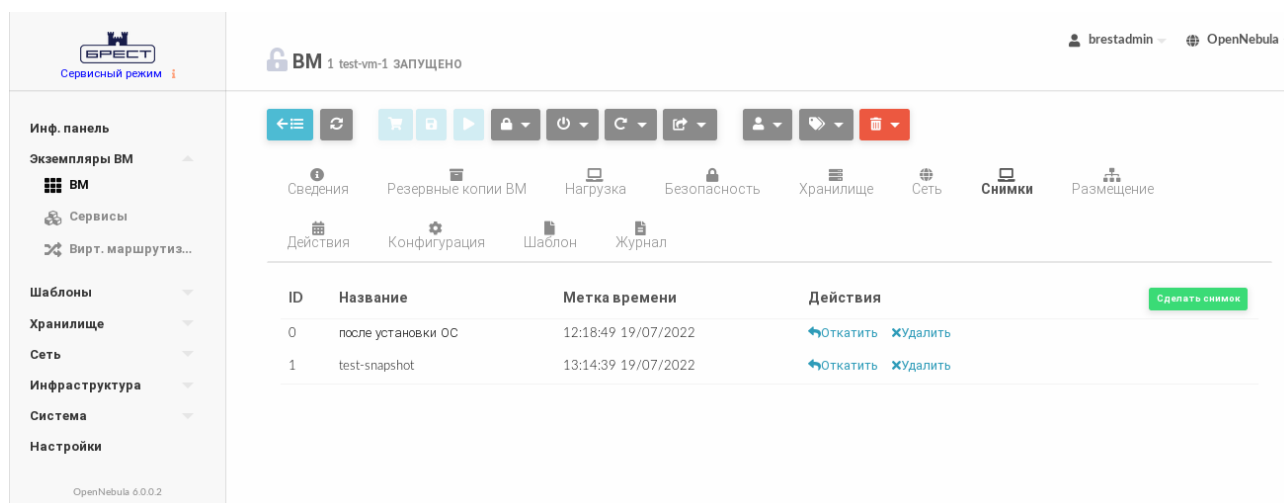 БРЕСТ
Сервисный режим
ВМ 1 test-vm-1 ЗАПУЩЕНО
brestadmin OpenNebula
Инф. панель
Экземпляры ВМ
ВМ
Сервисы
Вирт. маршрутиз...
Шаблоны
Хранилище
Сеть
Инфраструктура
Система
Настройки
OpenNebula 6.0.0.2
Сведения Резервные копии ВМ Нагрузка Безопасность Хранилище Сеть Снимки Размещение
Действия Конфигурация Шаблон Журнал
ID Название Метка времени Действия Сделать снимок
0 после установки ОС 12:18:49 19/07/2022 Откатить Удалить
1 test-snapshot 13:14:39 19/07/2022 Откатить Удалить